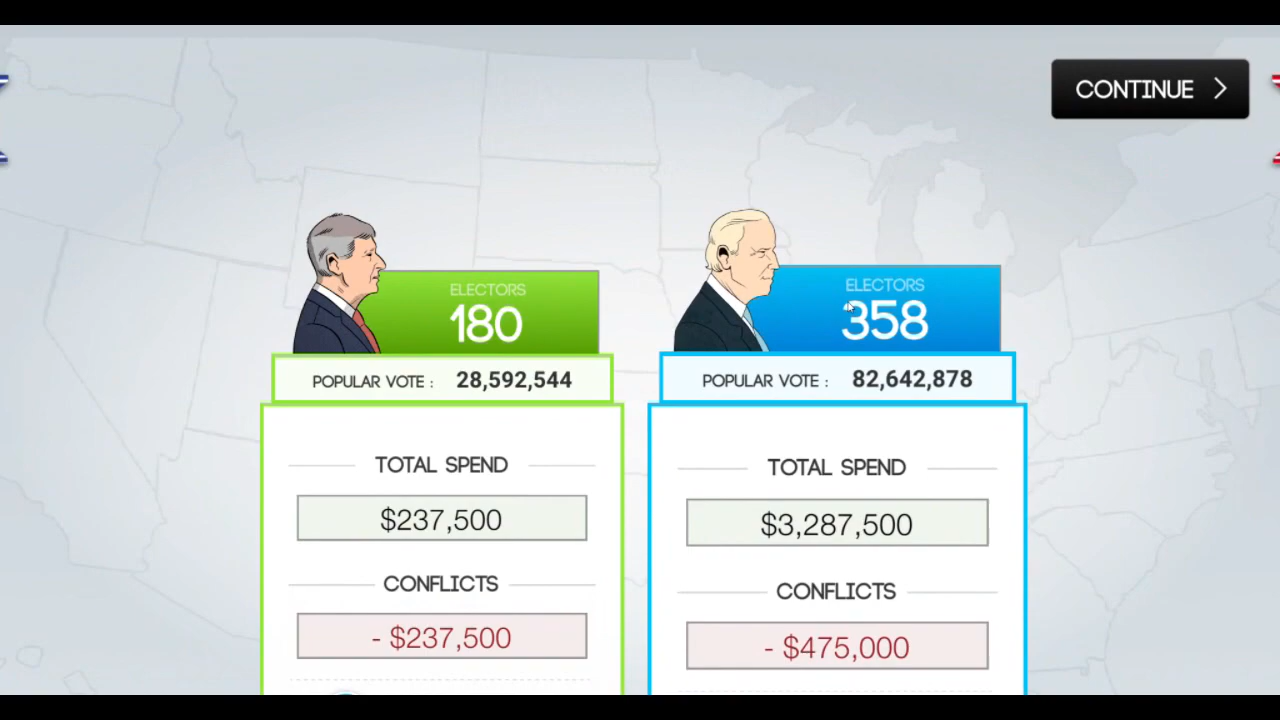 CONTINUE
ELECTORS
180
POPULAR VOTE : 28,592,544
TOTAL SPEND
$237,500
CONFLICTS
- $237,500
ELECTORS
358
POPULAR VOTE : 82,642,878
TOTAL SPEND
$3,287,500
CONFLICTS
- $475,000